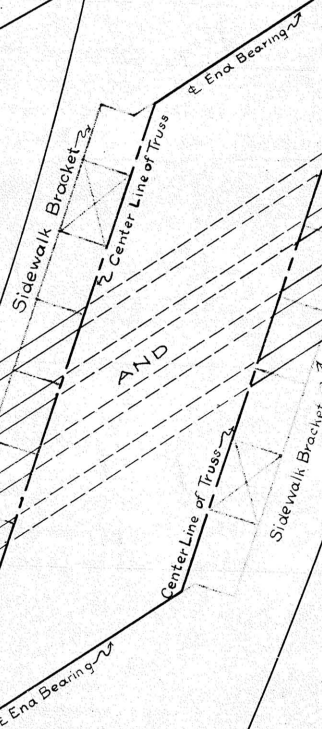 ℄ End Bearing
Sidewalk Bracket
℄ Center Line of Truss
AND
Center Line of Truss
Sidewalk Bracket
℄ End Bearing